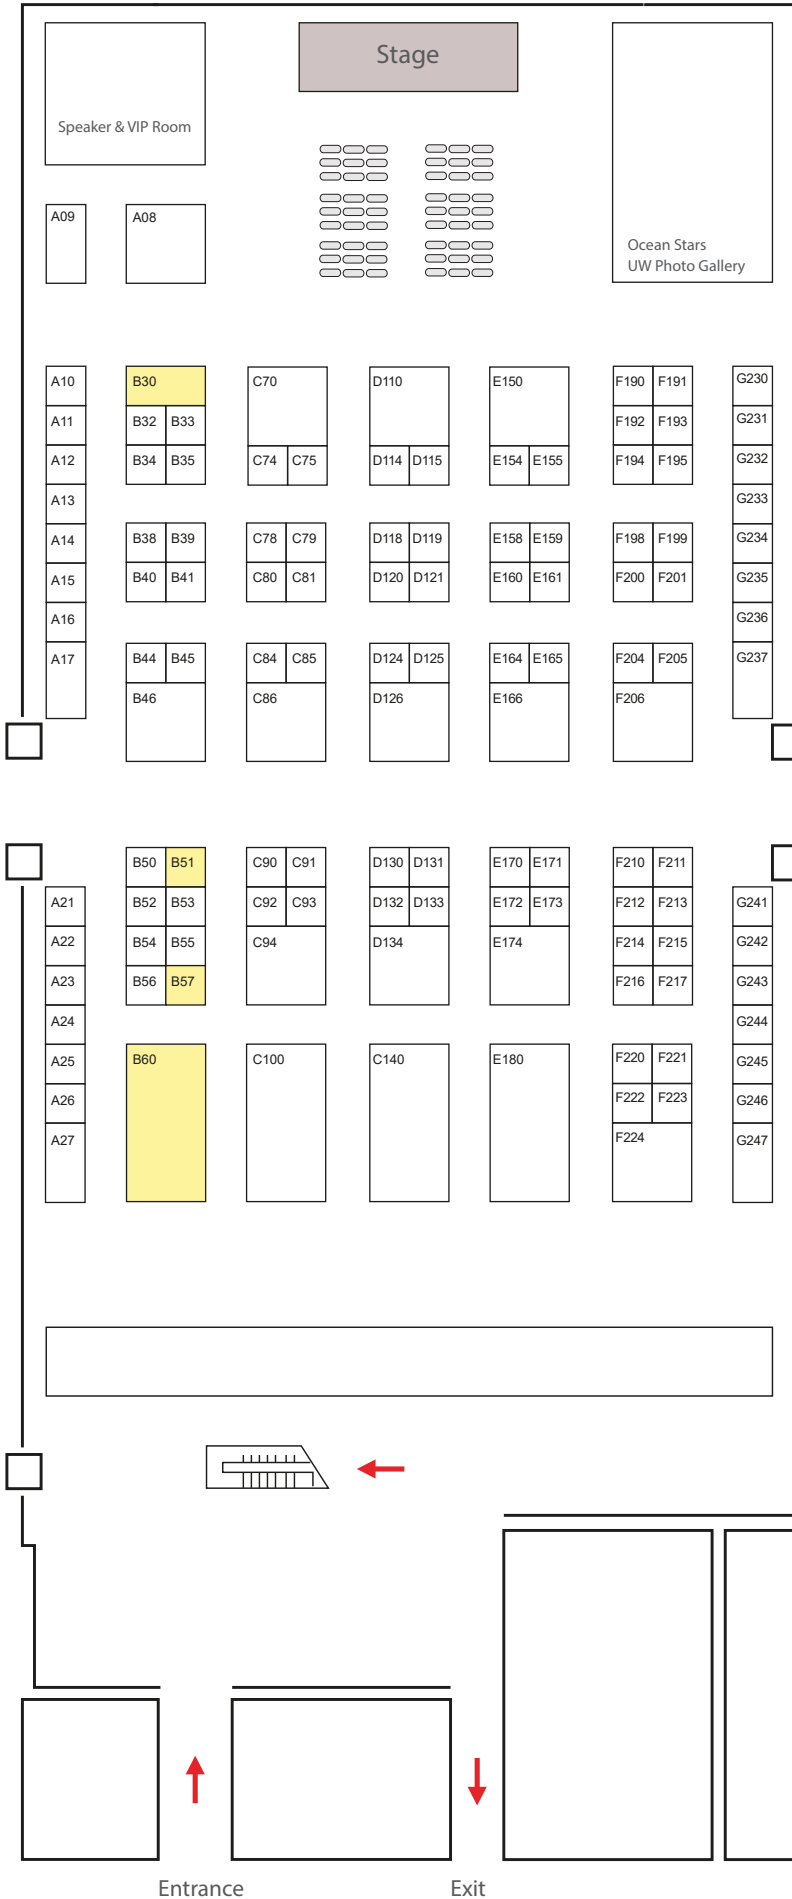 Stage
Speaker & VIP Room
A09 A08
Ocean Stars
UW Photo Gallery
A10 B30 C70 D110 E150 F190 F191 G230
A11 B32 B33 F192 F193 G231
A12 B34 B35 C74 C75 D114 D115 E154 E155 F194 F195 G232
A13 G233
A14 B38 B39 C78 C79 D118 D119 E158 E159 F198 F199 G234
A15 B40 B41 C80 C81 D120 D121 E160 E161 F200 F201 G235
A16 G236
A17 B44 B45 C84 C85 D124 D125 E164 E165 F204 F205 G237
B46 C86 D126 E166 F206
B50 B51 C90 C91 D130 D131 E170 E171 F210 F211
A21 B52 B53 C92 C93 D132 D133 E172 E173 F212 F213 G241
A22 B54 B55 C94 D134 E174 F214 F215 G242
A23 B56 B57 F216 F217 G243
A24 G244
A25 B60 C100 C140 E180 F220 F221 G245
A26 F222 F223 G246
A27 F224 G247
Entrance Exit